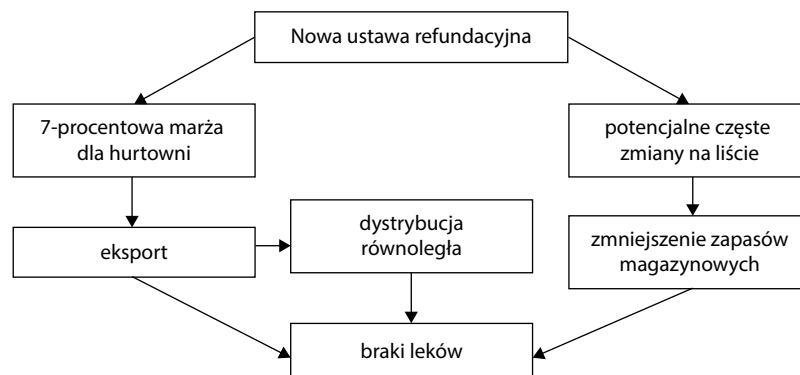 Nowa ustawa refundacyjna
7-procentowa marża
dla hurtowni
potencjalne częste
zmiany na liście
eksport
dystrybucja
równoległa
zmniejszenie zapasów
magazynowych
braki leków